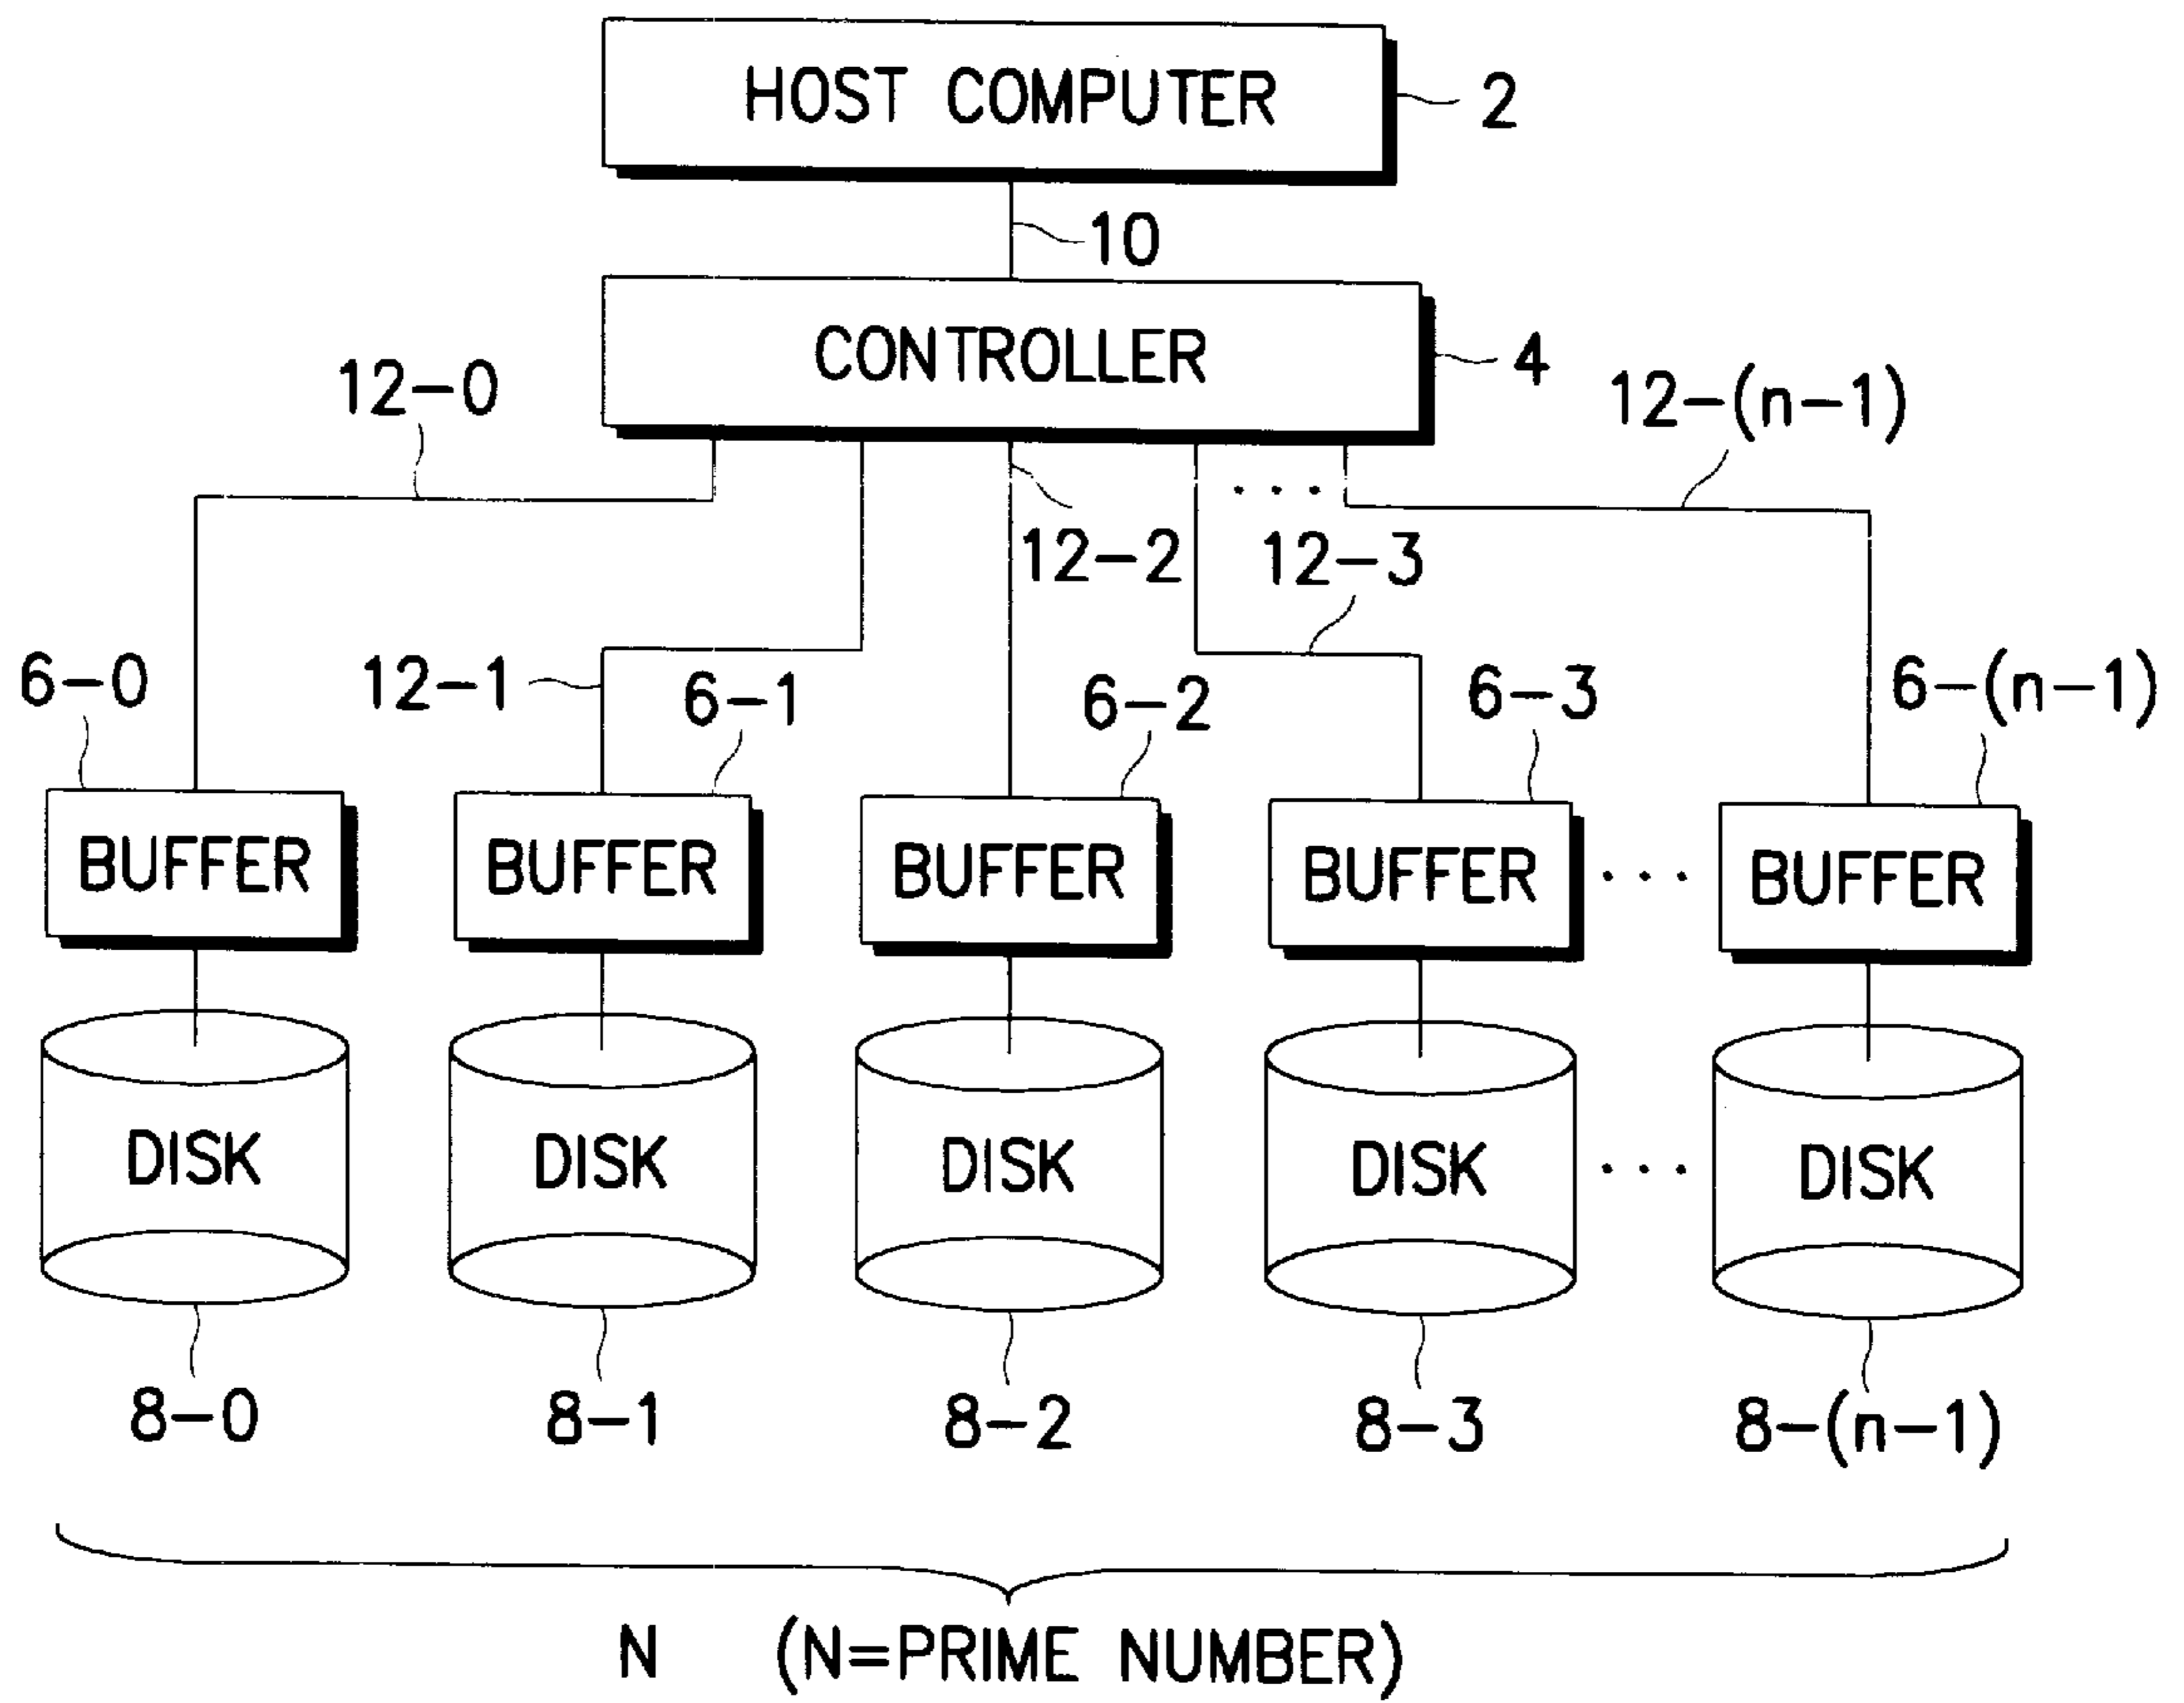 HOST COMPUTER
2
10
CONTROLLER
4
12-0
12-(n-1)
12-2
12-3
12-1
6-0
6-1
6-2
6-3
6-(n-1)
BUFFER BUFFER BUFFER BUFFER ... BUFFER
DISK DISK DISK DISK ... DISK
8-0 8-1 8-2 8-3 8-(n-1)
N (N=PRIME NUMBER)